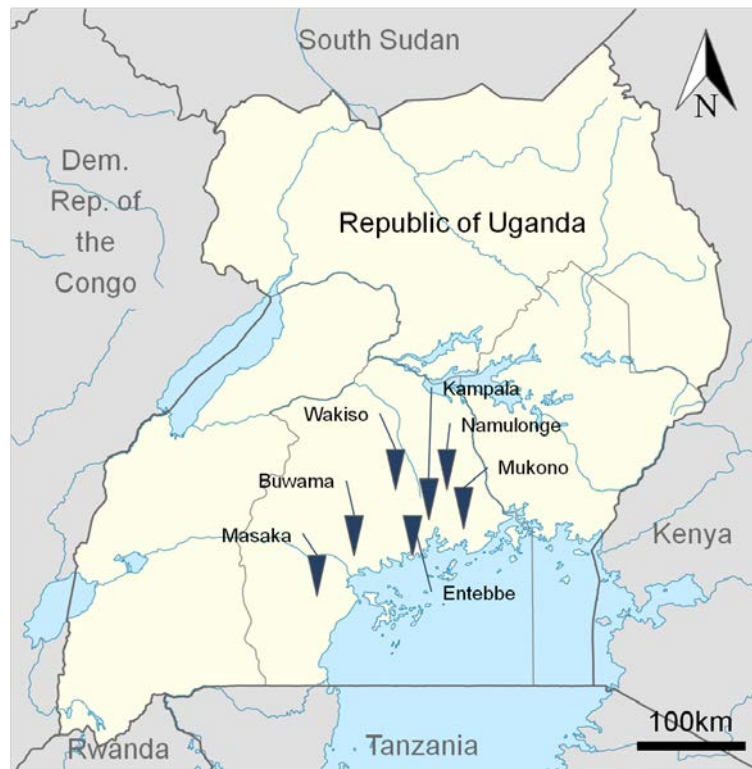 South Sudan
N
Dem.
Rep. of
the
Congo
Republic of Uganda
Kampala
Wakiso
Namulonge
Mukono
Buwama
Masaka
Kenya
Entebbe
100km
Rwanda
Tanzania